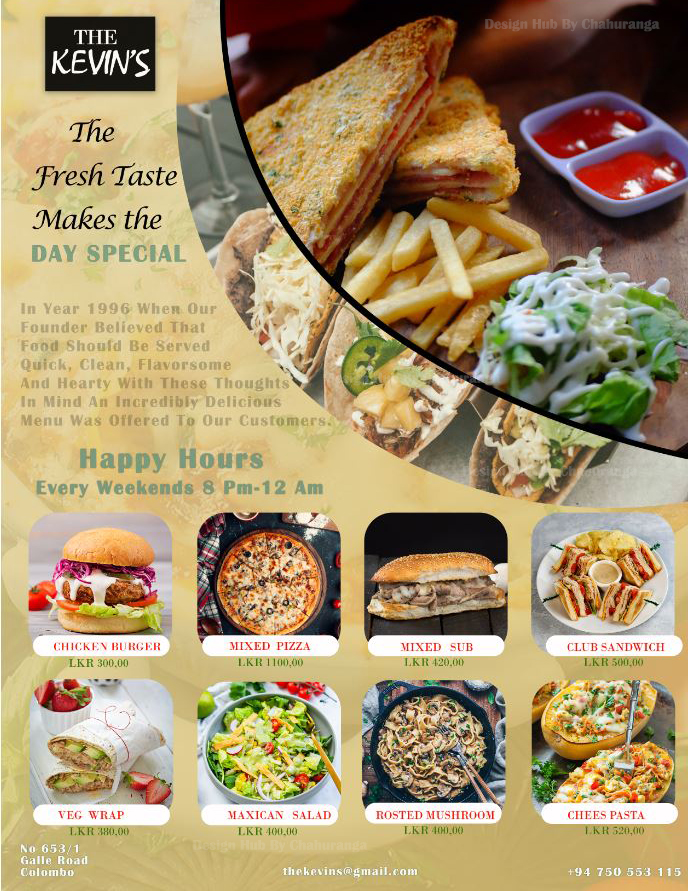 Design Hub By Chahuranga
THE
KEVIN'S
The
Fresh Taste
Makes the
DAY SPECIAL
In Year 1996 When Our
Founder Believed That
Food Should Be Served
Quick, Clean, Flavorsome
And Hearty With These Thoughts
In Mind An Incredibly Delicious
Menu Was Offered To Our Customers.
Happy Hours
Every Weekends 8 Pm-12 Am
CHICKEN BURGER
LKR 300,00
MIXED PIZZA
LKR 1100,00
MIXED SUB
LKR 420,00
CLUB SANDWICH
LKR 500,00
VEG WRAP
LKR 380,00
MAXICAN SALAD
LKR 400,00
ROSTED MUSHROOM
LKR 400,00
CHEES PASTA
LKR 520,00
Design Hub By Chahuranga
No 653/1
Galle Road
Colombo
thekevins@gmail.com
+94 750 553 115